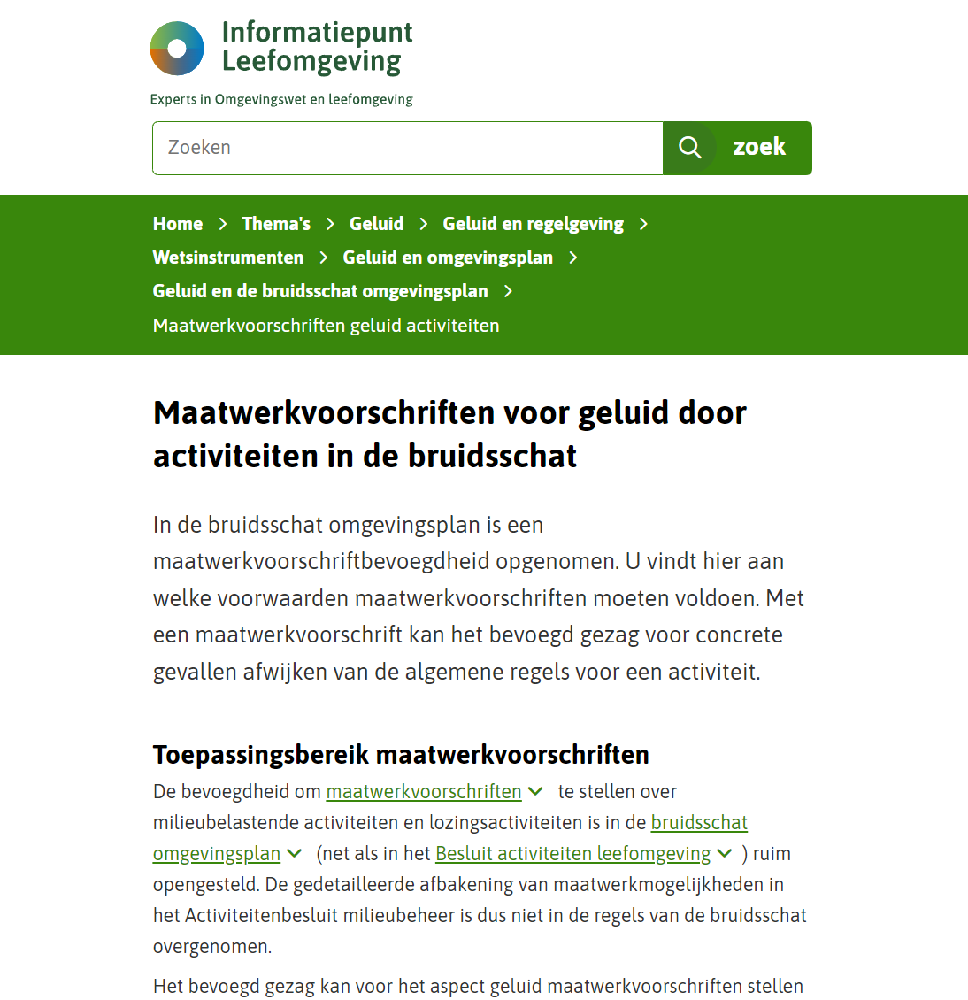 Informatiepunt
Leefomgeving
Experts in Omgevingswet en leefomgeving
Zoeken
zoek
Home
Thema's
Geluid
Geluid en regelgeving
Wetsinstrumenten
Geluid en omgevingsplan
Geluid en de bruidsschat omgevingsplan
Maatwerkvoorschriften geluid activiteiten
Maatwerkvoorschriften voor geluid door
activiteiten in de bruidsschat
In de bruidsschat omgevingsplan is een
maatwerkvoorschriftbevoegdheid opgenomen. U vindt hier aan
welke voorwaarden maatwerkvoorschriften moeten voldoen. Met
een maatwerkvoorschrift kan het bevoegd gezag voor concrete
gevallen afwijken van de algemene regels voor een activiteit.
Toepassingsbereik maatwerkvoorschriften
De bevoegdheid om maatwerkvoorschriften te stellen over
milieubelastende activiteiten en lozingsactiviteiten is in de bruidsschat
omgevingsplan (net als in het Besluit activiteiten leefomgeving ) ruim
opengesteld. De gedetailleerde afbakening van maatwerkmogelijkheden in
het Activiteitenbesluit milieubeheer is dus niet in de regels van de bruidsschat
overgenomen.
Het bevoegd gezag kan voor het aspect geluid maatwerkvoorschriften stellen